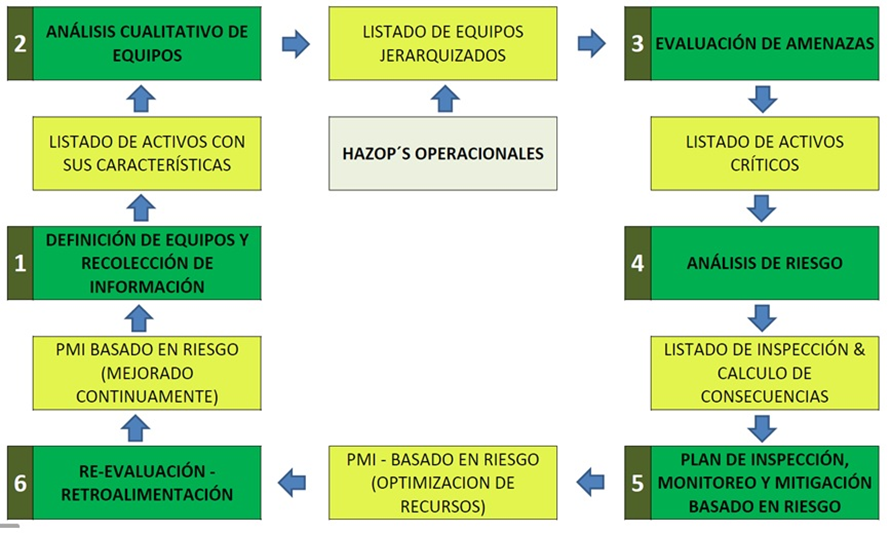 2
ANÁLISIS CUALITATIVO DE
EQUIPOS
LISTADO DE EQUIPOS
JERARQUIZADOS
3
EVALUACIÓN DE AMENAZAS
LISTADO DE ACTIVOS CON
SUS CARACTERÍSTICAS
HAZOP´S OPERACIONALES
LISTADO DE ACTIVOS
CRÍTICOS
1
DEFINICIÓN DE EQUIPOS Y
RECOLECCIÓN DE
INFORMACIÓN
4
ANÁLISIS DE RIESGO
PMI BASADO EN RIESGO
(MEJORADO
CONTINUAMENTE)
LISTADO DE INSPECCIÓN &
CALCULO DE
CONSECUENCIAS
6
RE-EVALUACIÓN -
RETROALIMENTACIÓN
PMI - BASADO EN RIESGO
(OPTIMIZACION DE
RECURSOS)
5
PLAN DE INSPECCIÓN,
MONITOREO Y MITIGACIÓN
BASADO EN RIESGO